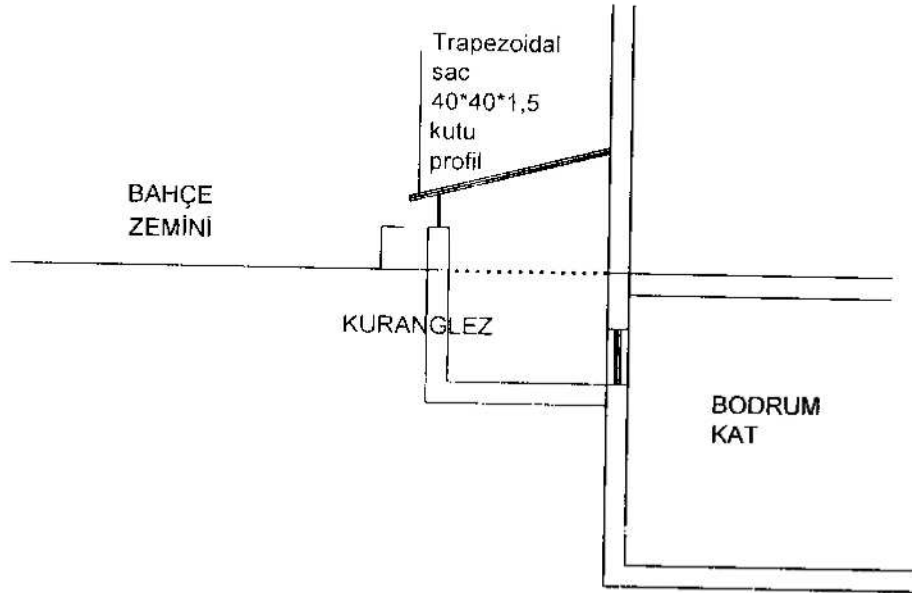 Trapezoidal
sac
40*40*1,5
kutu
profil
BAHÇE
ZEMİNİ
KURANGLEZ
BODRUM
KAT